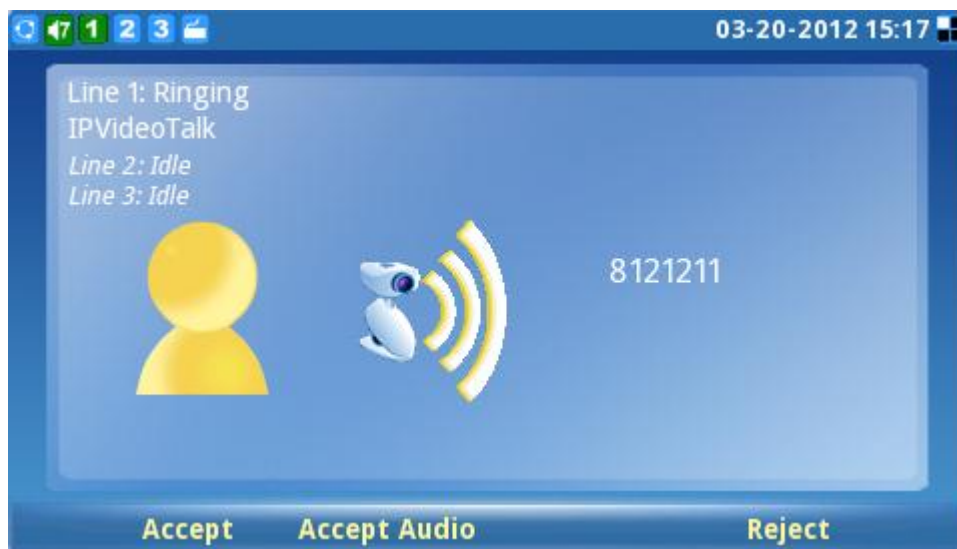 7 1 2 3 03-20-2012 15:17
Line 1: Ringing
IPVideoTalk
Line 2: Idle
Line 3: Idle
8121211
Accept Accept Audio Reject